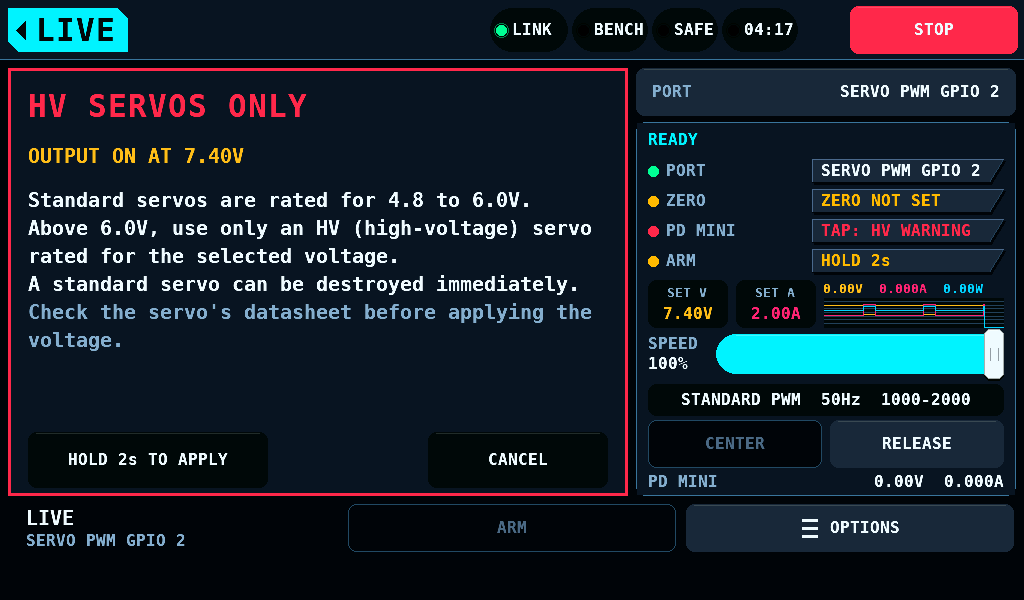 LIVE
LINK
BENCH
SAFE
04:17
STOP
HV SERVOS ONLY
OUTPUT ON AT 7.40V
Standard servos are rated for 4.8 to 6.0V.
Above 6.0V, use only an HV (high-voltage) servo
rated for the selected voltage.
A standard servo can be destroyed immediately.
Check the servo's datasheet before applying the
voltage.
HOLD 2s TO APPLY
CANCEL
PORT SERVO PWM GPIO 2
READY
PORT SERVO PWM GPIO 2
ZERO ZERO NOT SET
PD MINI TAP: HV WARNING
ARM HOLD 2s
SET V
7.40V
SET A
2.00A
0.00V 0.000A 0.00W
SPEED
100%
STANDARD PWM 50Hz 1000-2000
CENTER
RELEASE
PD MINI 0.00V 0.000A
LIVE
SERVO PWM GPIO 2
ARM
OPTIONS